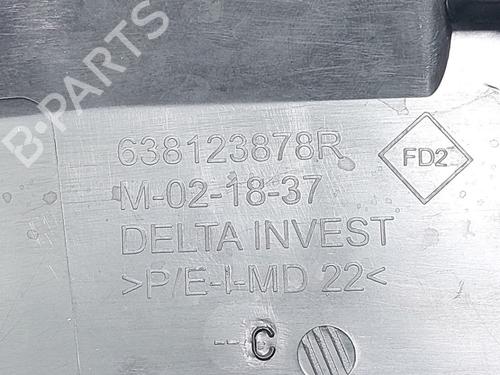 B-PARTS
638123878R
FD2
M-02-18-37
DELTA INVEST
>P/E-I-MD 22<
C